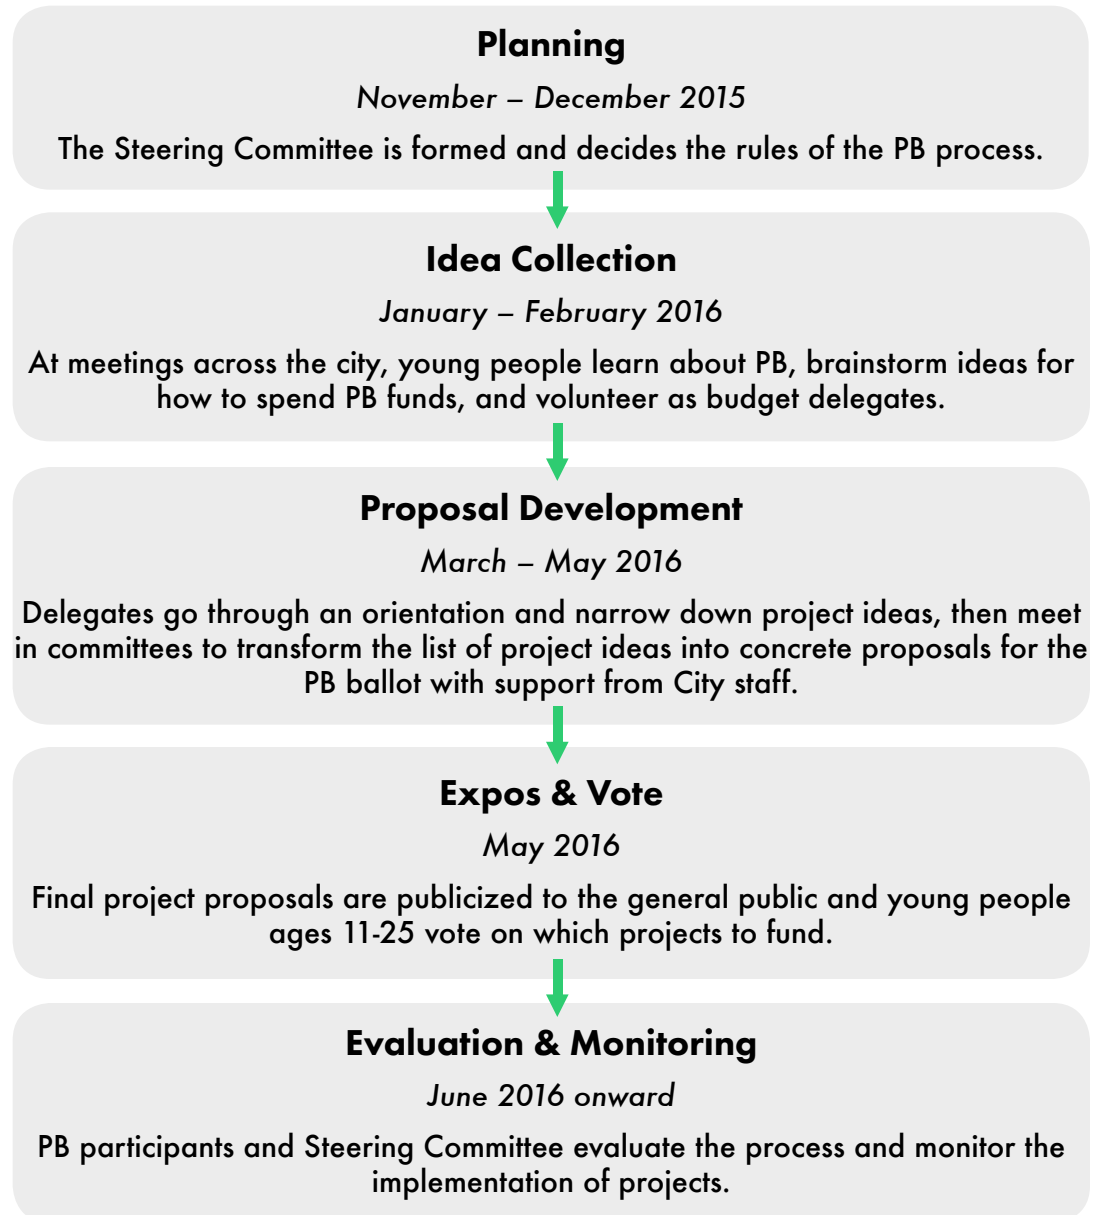 Planning
November – December 2015
The Steering Committee is formed and decides the rules of the PB process.
Idea Collection
January – February 2016
At meetings across the city, young people learn about PB, brainstorm ideas for
how to spend PB funds, and volunteer as budget delegates.
Proposal Development
March – May 2016
Delegates go through an orientation and narrow down project ideas, then meet
in committees to transform the list of project ideas into concrete proposals for the
PB ballot with support from City staff.
Expos & Vote
May 2016
Final project proposals are publicized to the general public and young people
ages 11-25 vote on which projects to fund.
Evaluation & Monitoring
June 2016 onward
PB participants and Steering Committee evaluate the process and monitor the
implementation of projects.